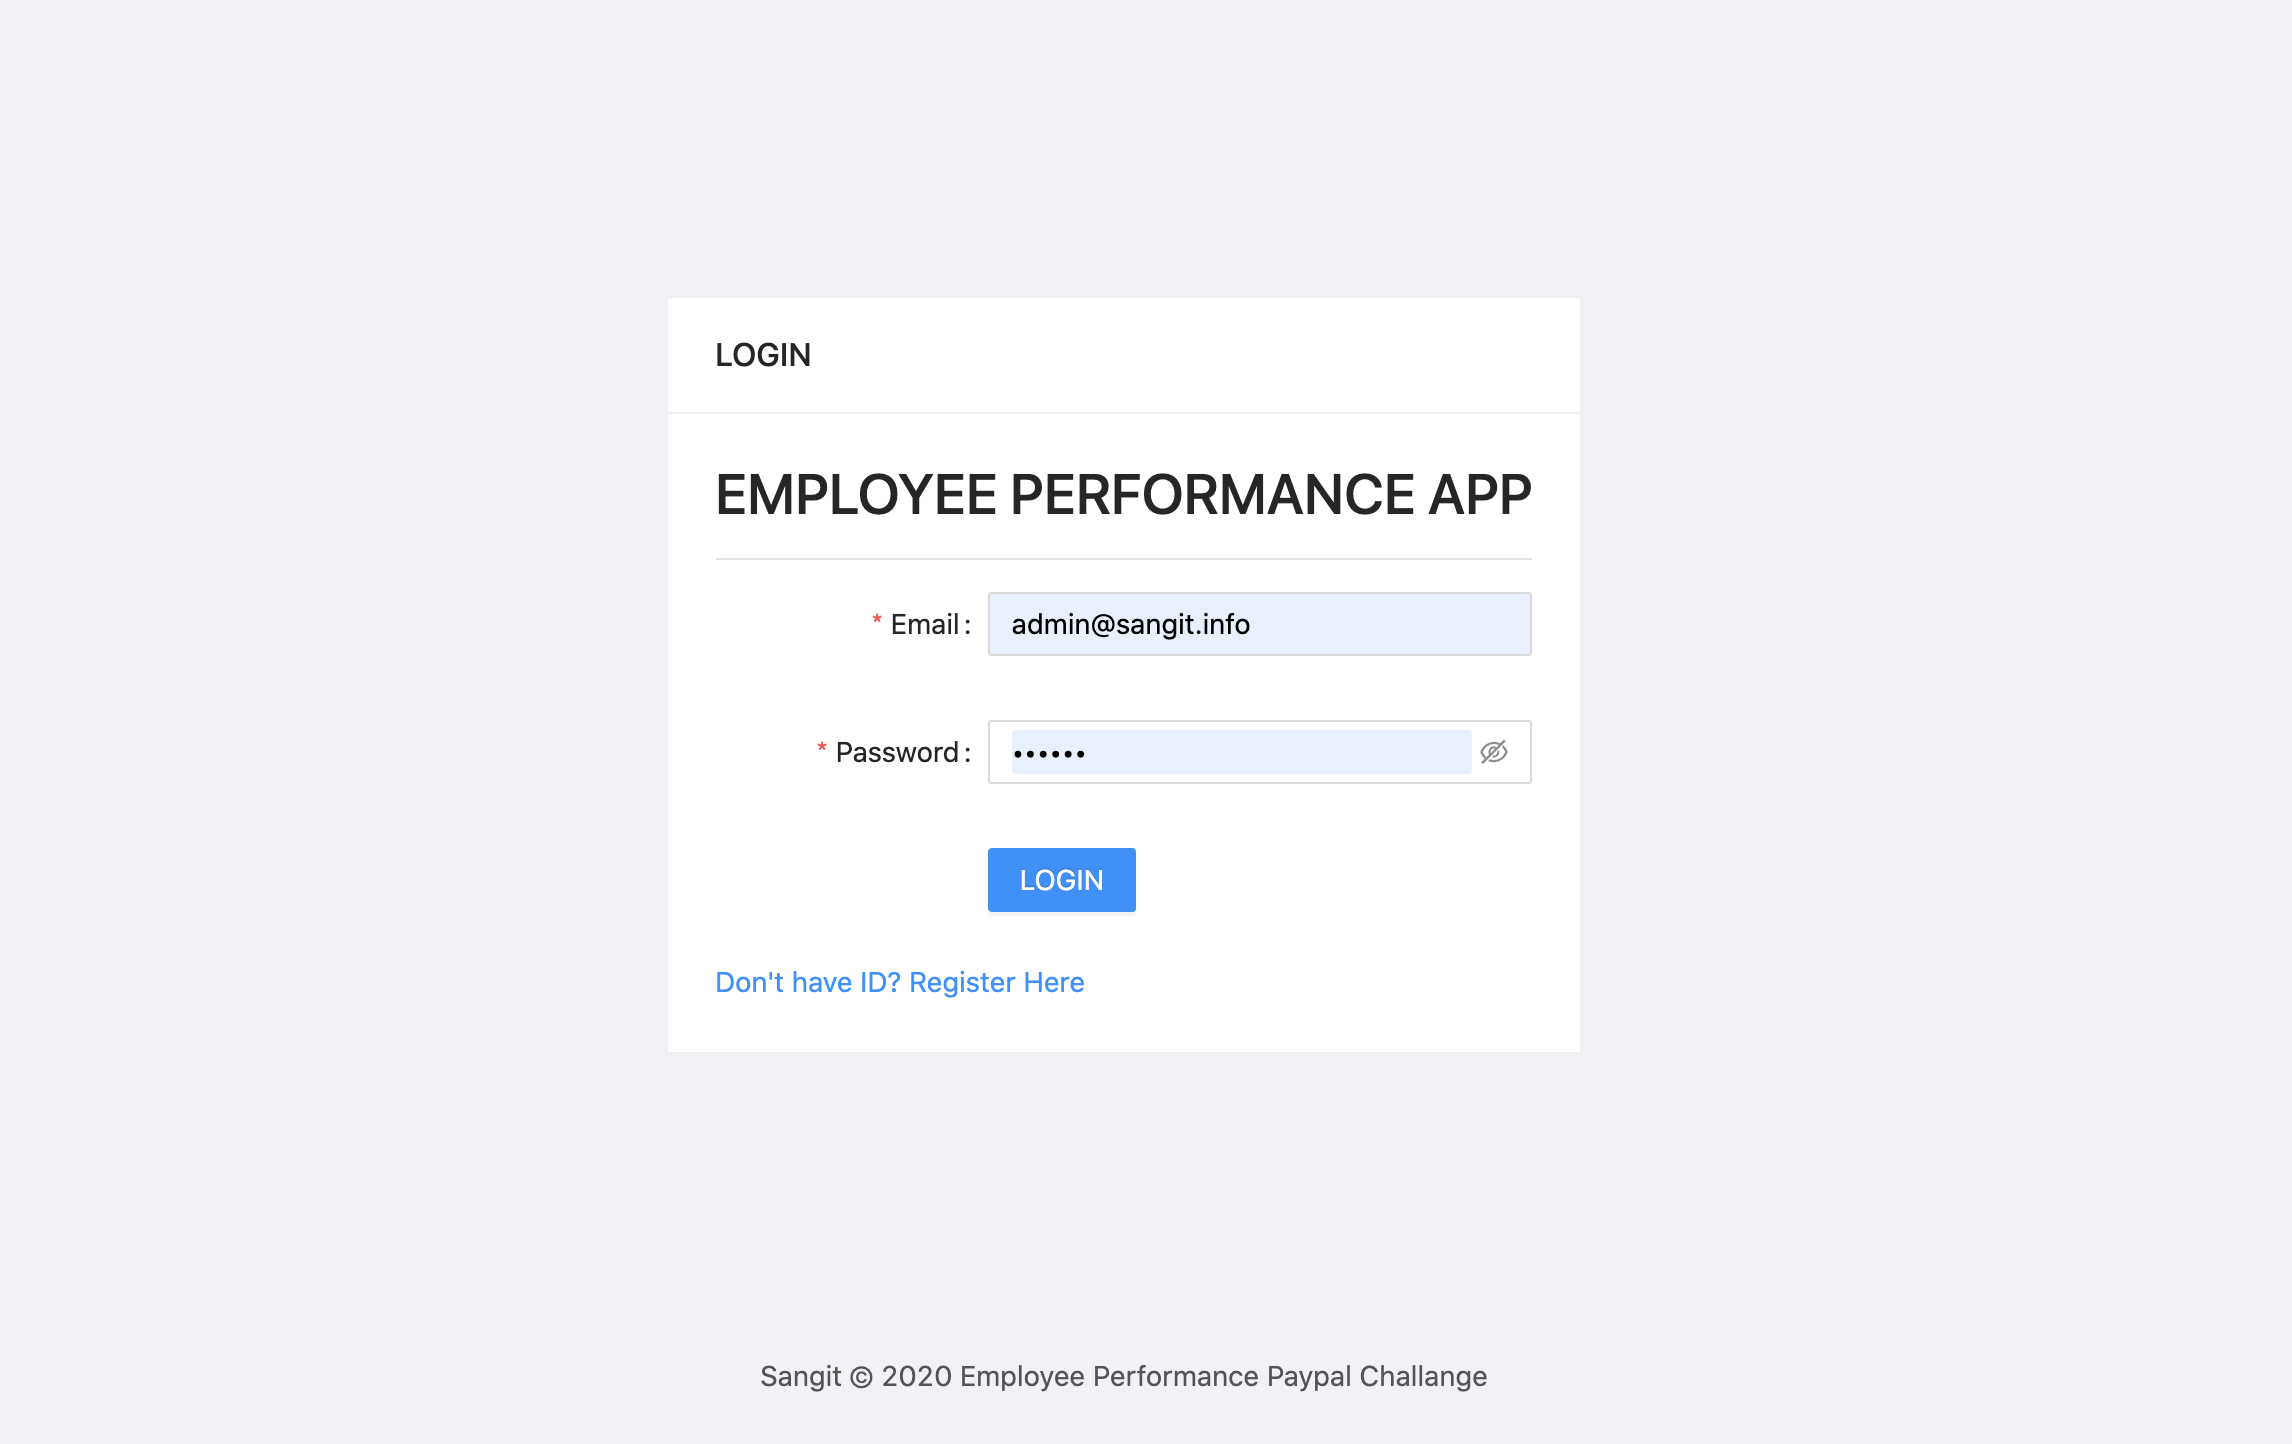 LOGIN
EMPLOYEE PERFORMANCE APP
* Email :
admin@sangit.info
* Password :
••••••
LOGIN
Don't have ID? Register Here
Sangit © 2020 Employee Performance Paypal Challange